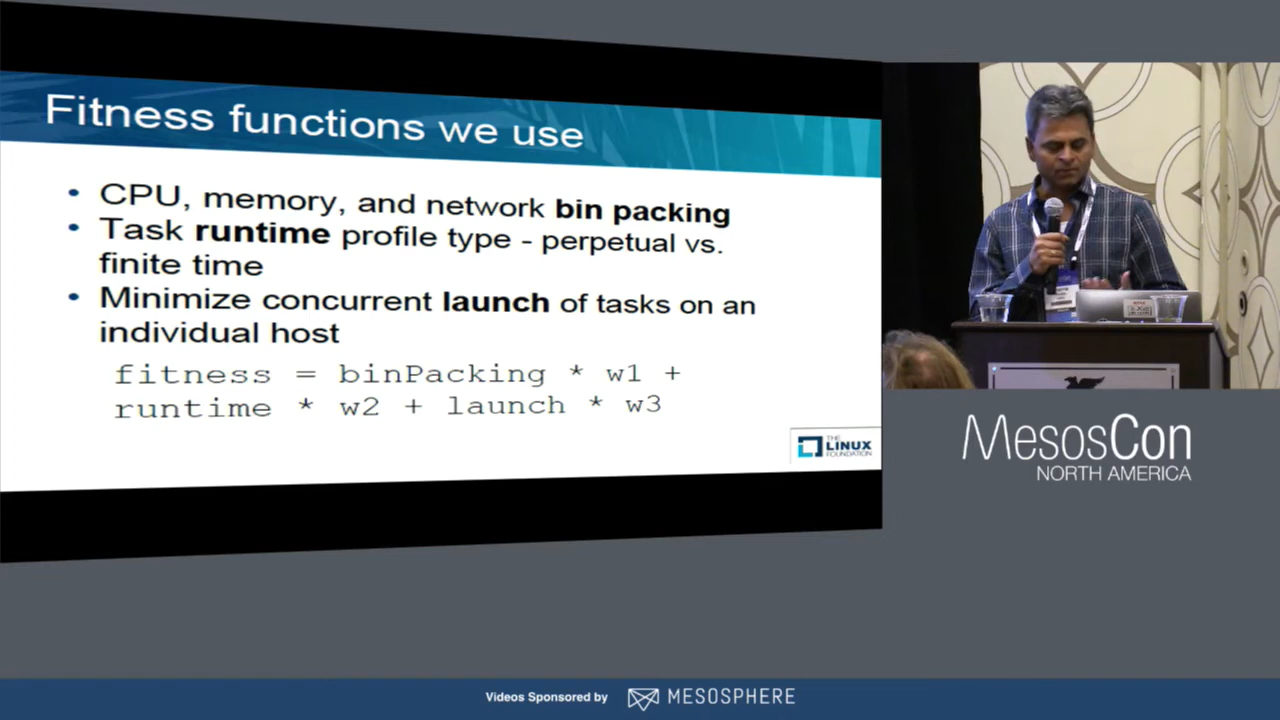 Fitness functions we use
• CPU, memory, and network bin packing
• Task runtime profile type - perpetual vs.
finite time
• Minimize concurrent launch of tasks on an
individual host
fitness = binPacking * w1 +
runtime * w2 + launch * w3
THE
LINUX
FOUNDATION
MesosCon
NORTH AMERICA
Videos Sponsored by
MESOSPHERE